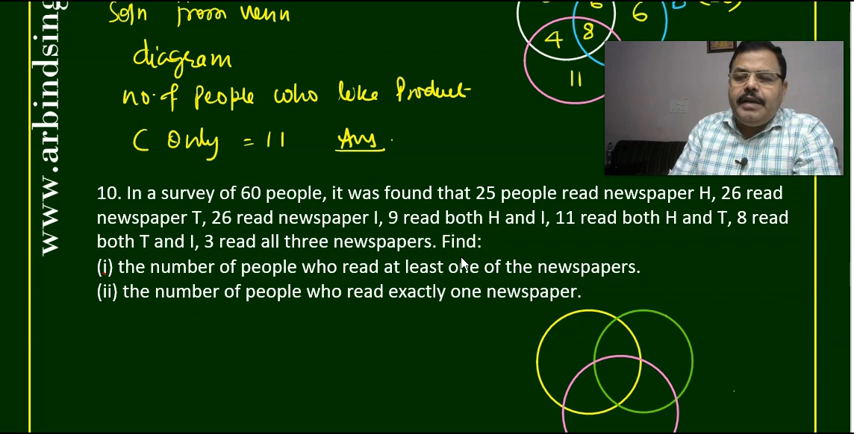 Soln from Venn
diagram
no. of people who like Product
C Only = 11 Ans.
6
6
4
8
11
www.arbindsing
10. In a survey of 60 people, it was found that 25 people read newspaper H, 26 read
newspaper T, 26 read newspaper I, 9 read both H and I, 11 read both H and T, 8 read
both T and I, 3 read all three newspapers. Find:
(i) the number of people who read at least one of the newspapers.
(ii) the number of people who read exactly one newspaper.